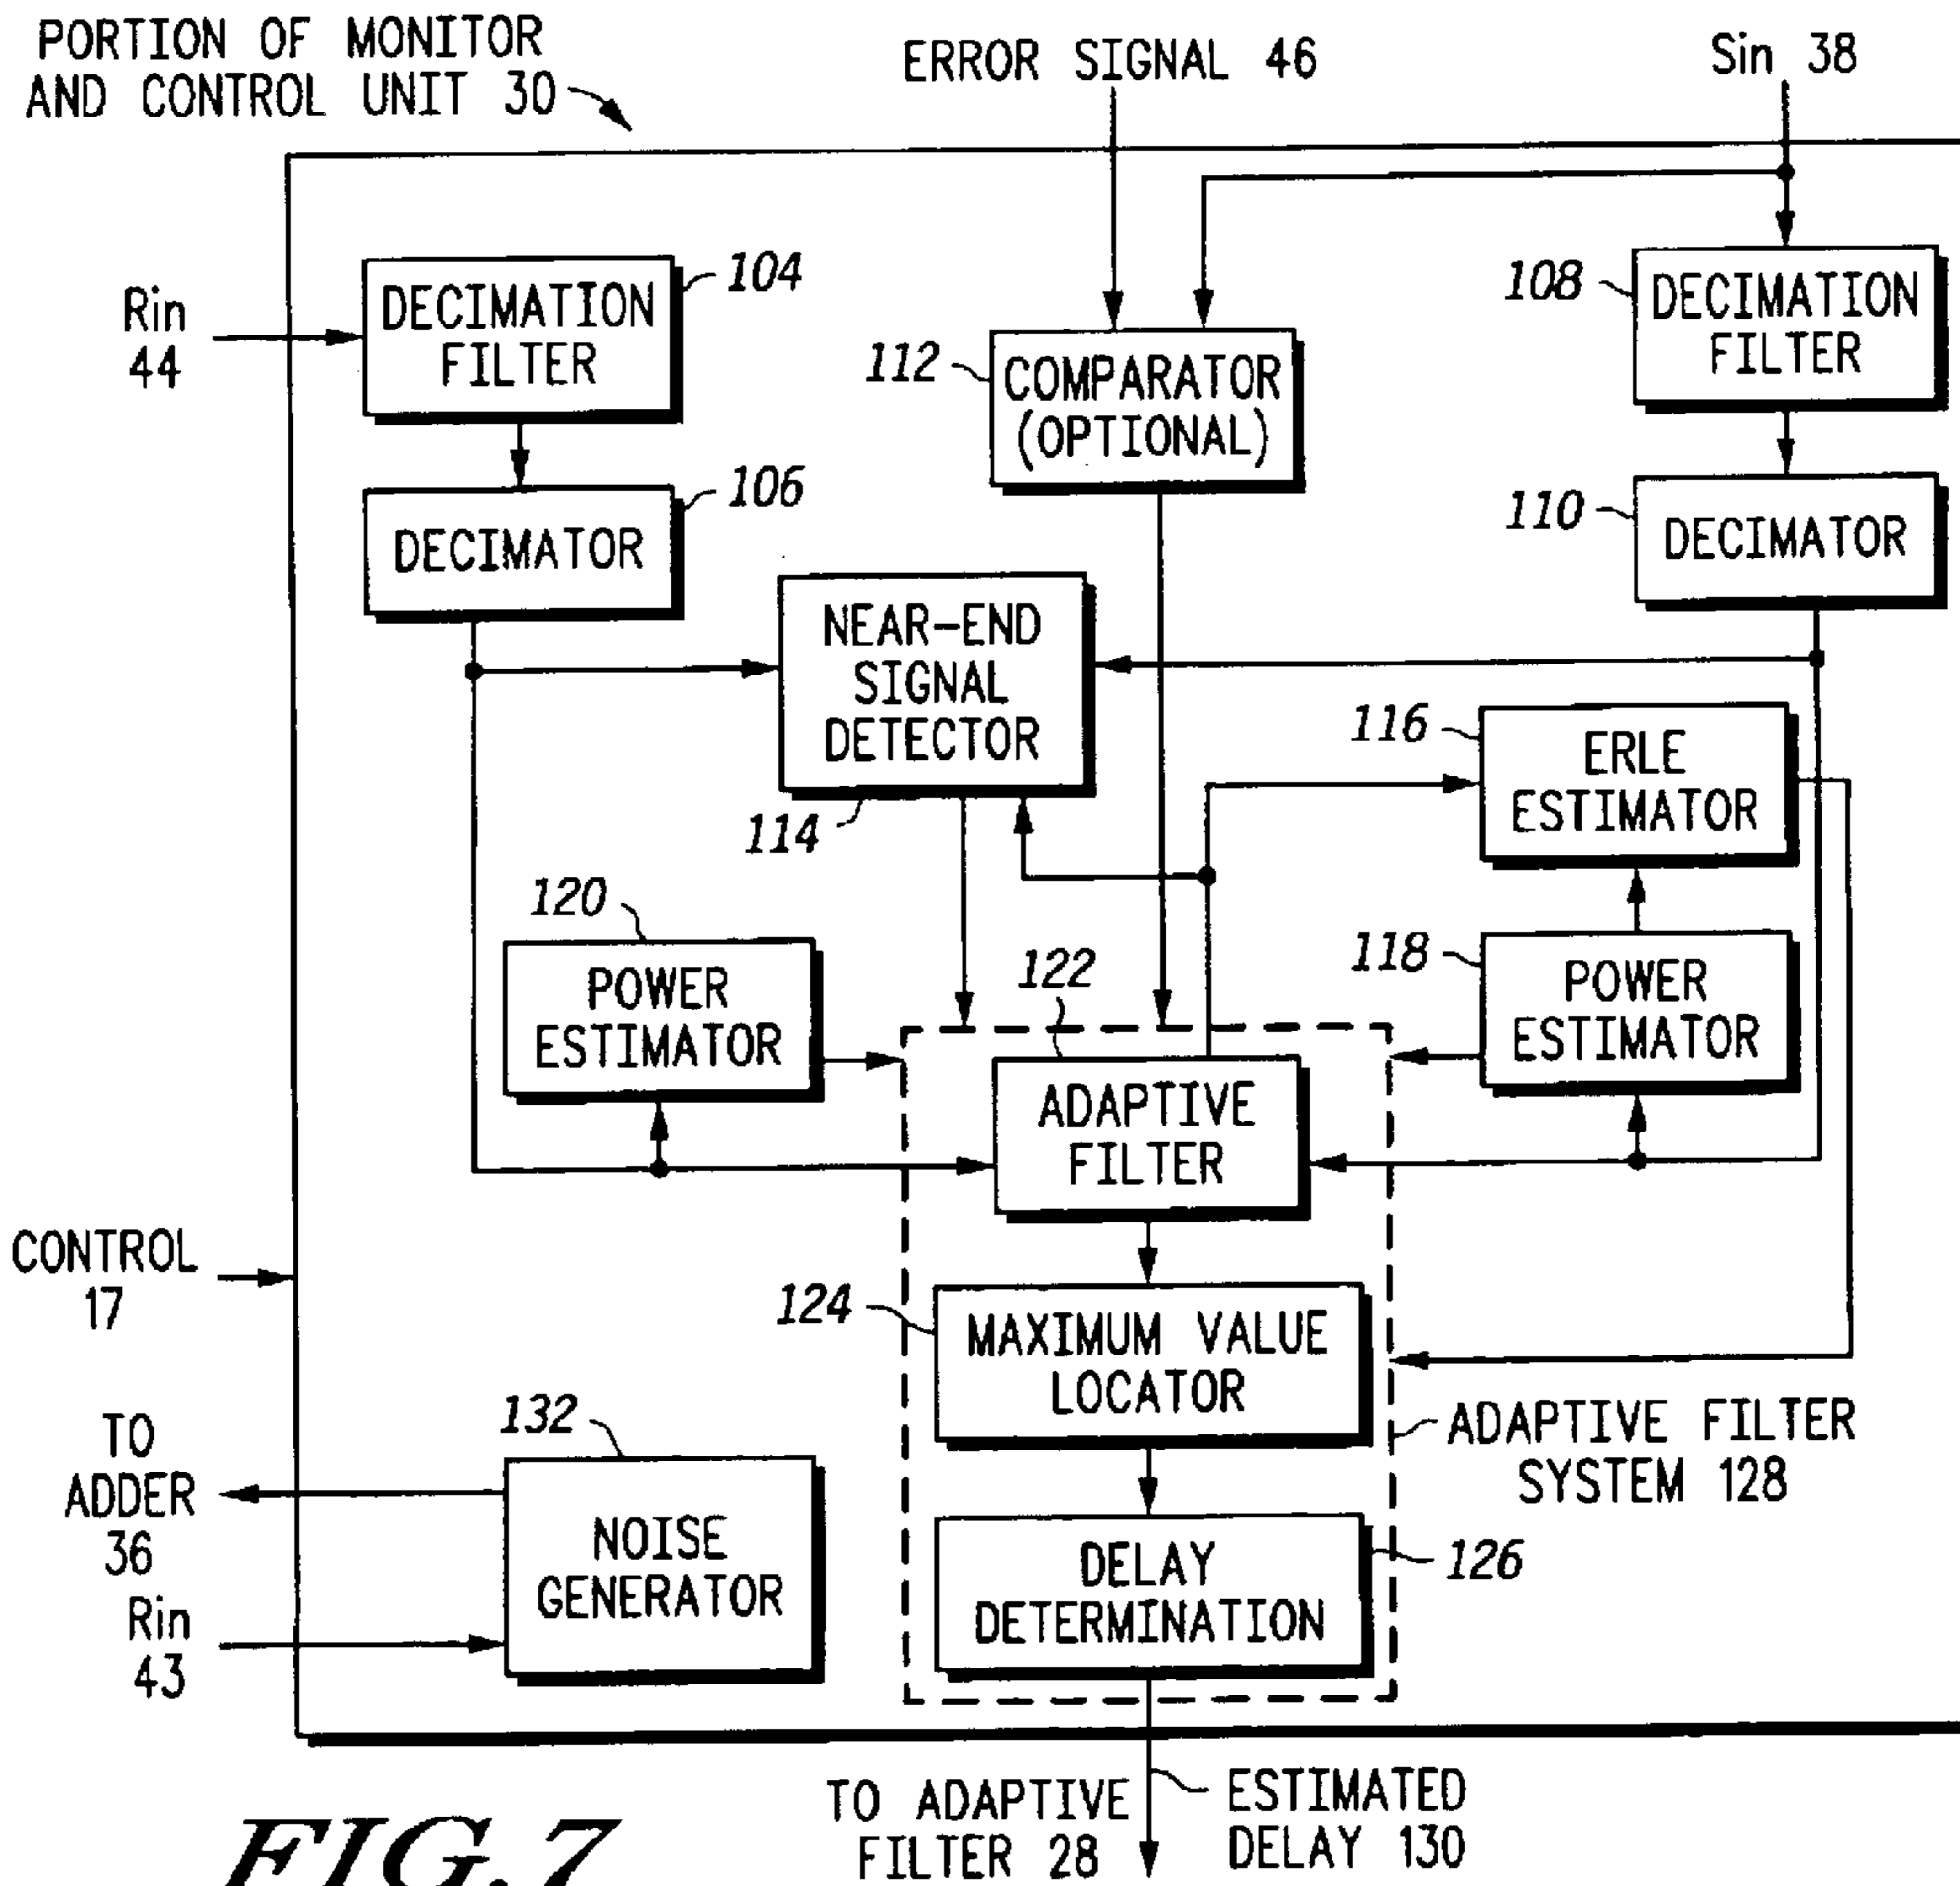 PORTION OF MONITOR
AND CONTROL UNIT 30
ERROR SIGNAL 46
Sin 38
Rin
44
DECIMATION
FILTER
104
112
COMPARATOR
(OPTIONAL)
108
DECIMATION
FILTER
DECIMATOR
106
110
DECIMATOR
NEAR-END
SIGNAL
DETECTOR
114
116
ERLE
ESTIMATOR
120
POWER
ESTIMATOR
122
ADAPTIVE
FILTER
118
POWER
ESTIMATOR
CONTROL
17
124
MAXIMUM VALUE
LOCATOR
ADAPTIVE FILTER
SYSTEM 128
TO
ADDER
36
Rin
43
132
NOISE
GENERATOR
DELAY
DETERMINATION
126
TO ADAPTIVE
FILTER 28
ESTIMATED
DELAY 130
FIG.7